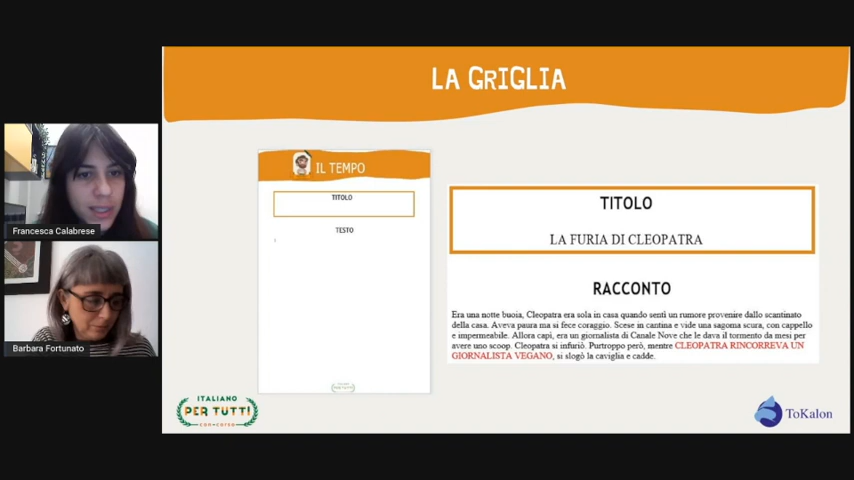 LA GRIGLIA
IL TEMPO
TITOLO
TESTO
TITOLO
LA FURIA DI CLEOPATRA
RACCONTO
Era una notte buoia, Cleopatra era sola in casa quando sentì un rumore provenire dallo scantinato
della casa. Aveva paura ma si fece coraggio. Scese in cantina e vide una sagoma scura, con cappello
e impermeabile. Allora capì, era un giornalista di Canale Nove che le dava il tormento da mesi per
avere uno scoop. Cleopatra si infuriò. Purtroppo però, mentre CLEOPATRA RINCORREVA UN
GIORNALISTA VEGANO, si slogò la caviglia e cadde.
Francesca Calabrese
Barbara Fortunato
ITALIANO
PER TUTTI
con-corso
ToKalon